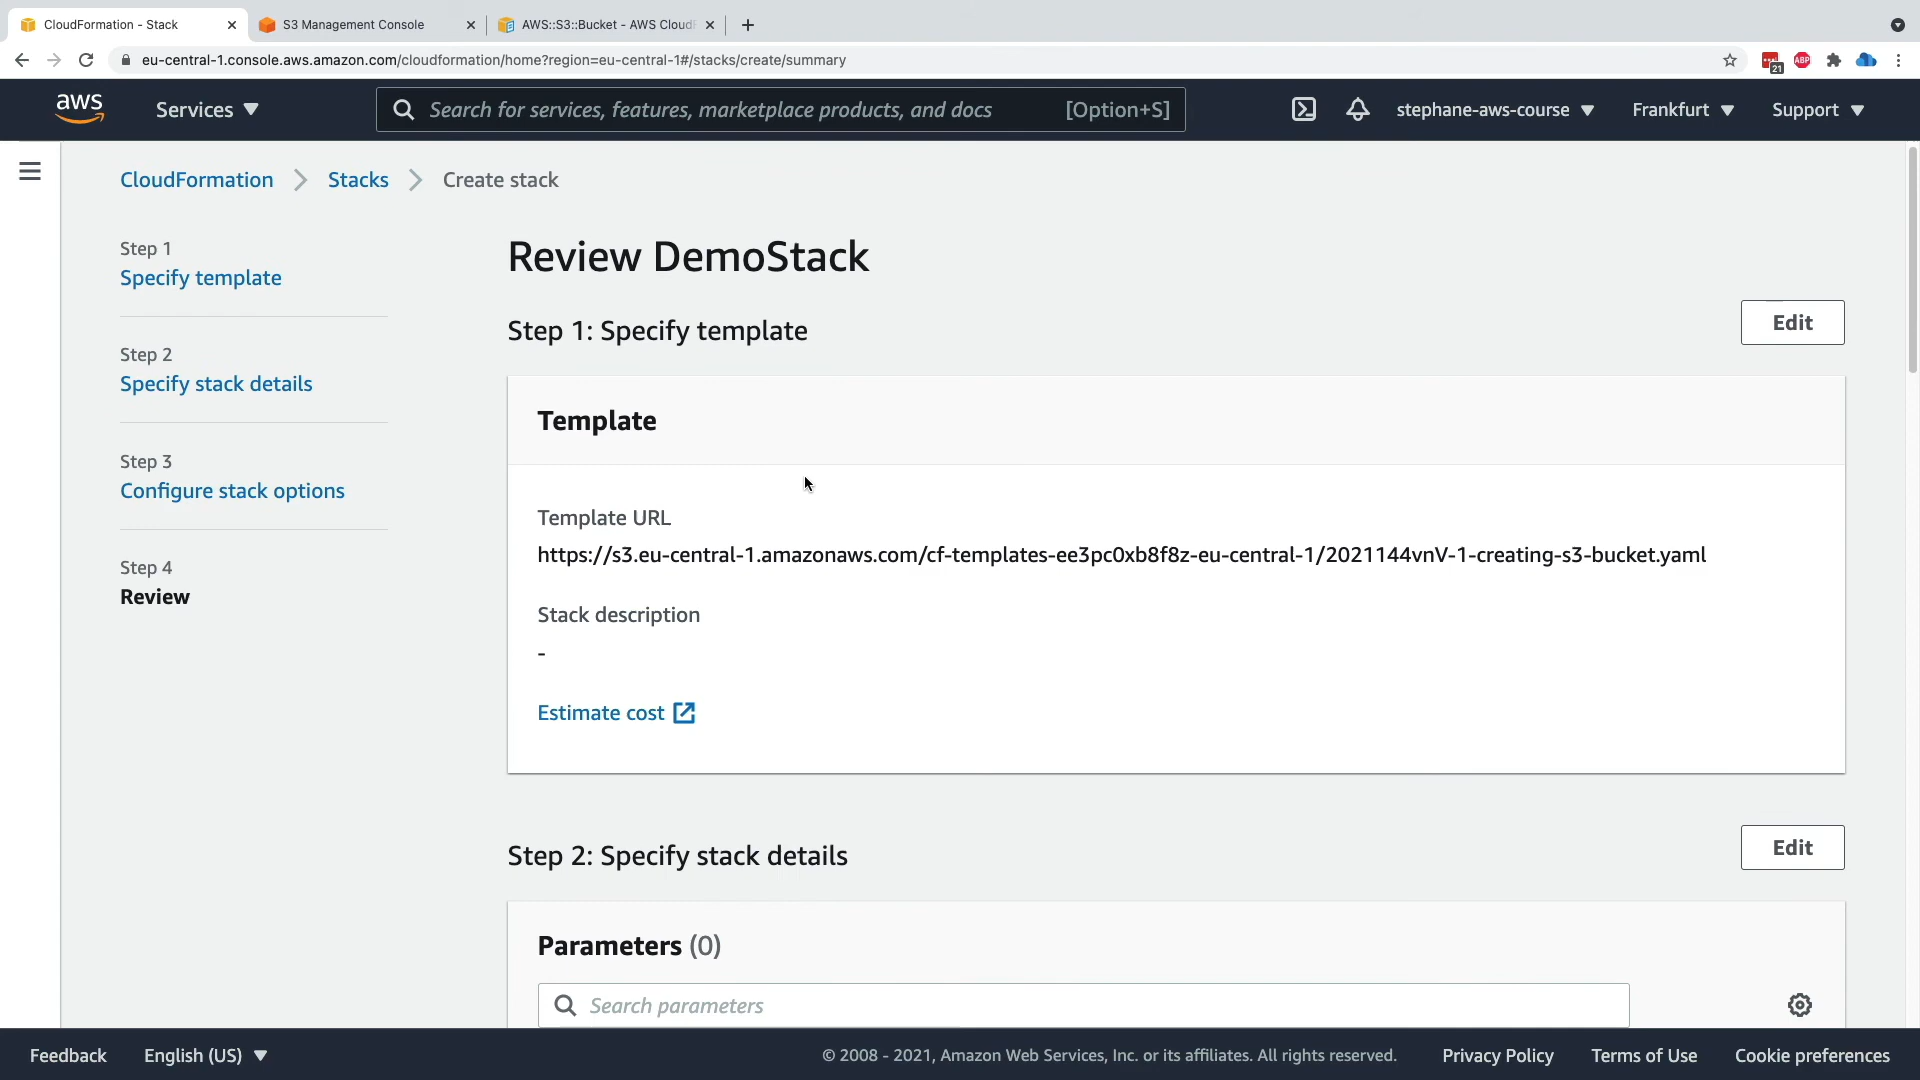 CloudFormation - Stack
S3 Management Console
AWS::S3::Bucket - AWS Cloud
eu-central-1.console.aws.amazon.com/cloudformation/home?region=eu-central-1#/stacks/create/summary
21
ABP
aws
Services
Search for services, features, marketplace products, and docs
[Option+S]
stephane-aws-course
Frankfurt
Support
CloudFormation
Stacks
Create stack
Step 1
Specify template
Step 2
Specify stack details
Step 3
Configure stack options
Step 4
Review
Review DemoStack
Step 1: Specify template
Edit
Template
Template URL
https://s3.eu-central-1.amazonaws.com/cf-templates-ee3pc0xb8f8z-eu-central-1/2021144vnV-1-creating-s3-bucket.yaml
Stack description
-
Estimate cost
Step 2: Specify stack details
Edit
Parameters (0)
Search parameters
Feedback
English (US)
© 2008 - 2021, Amazon Web Services, Inc. or its affiliates. All rights reserved.
Privacy Policy
Terms of Use
Cookie preferences